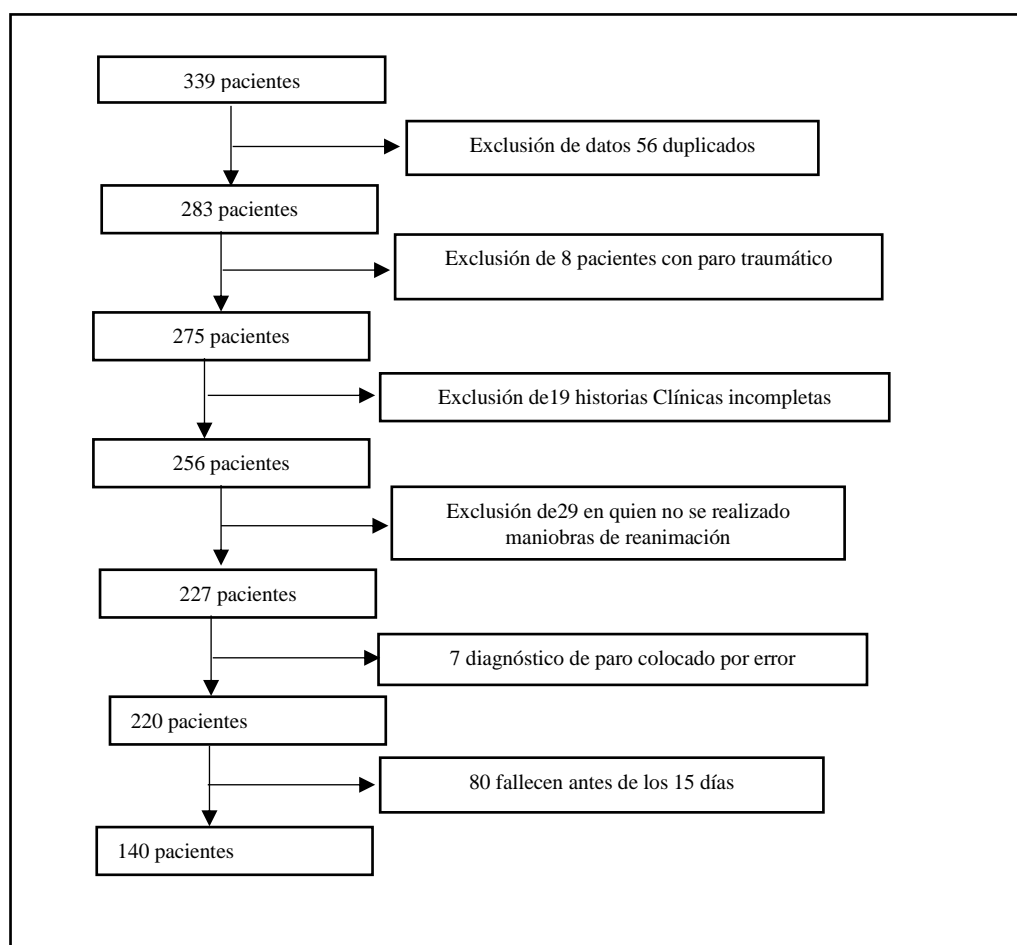 339 pacientes
Exclusión de datos 56 duplicados
283 pacientes
Exclusión de 8 pacientes con paro traumático
275 pacientes
Exclusión de19 historias Clínicas incompletas
256 pacientes
Exclusión de29 en quien no se realizado
maniobras de reanimación
227 pacientes
7 diagnóstico de paro colocado por error
220 pacientes
80 fallecen antes de los 15 días
140 pacientes